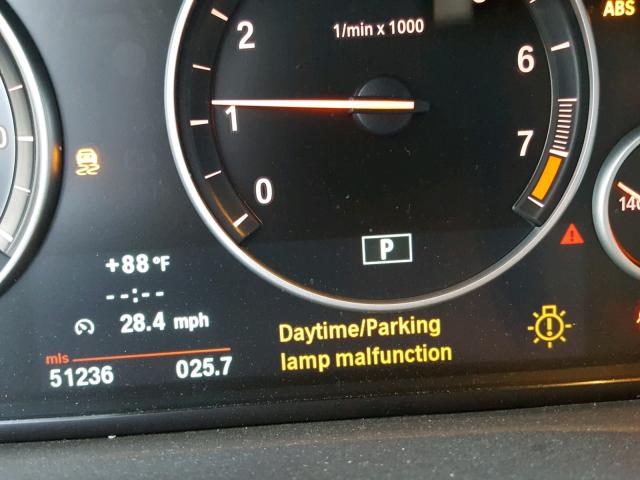 1/min x 1000
ABS
2
6
1
7
0
140
P
+88°F
--:--
28.4 mph
Daytime/Parking
lamp malfunction
mls
51236 025.7